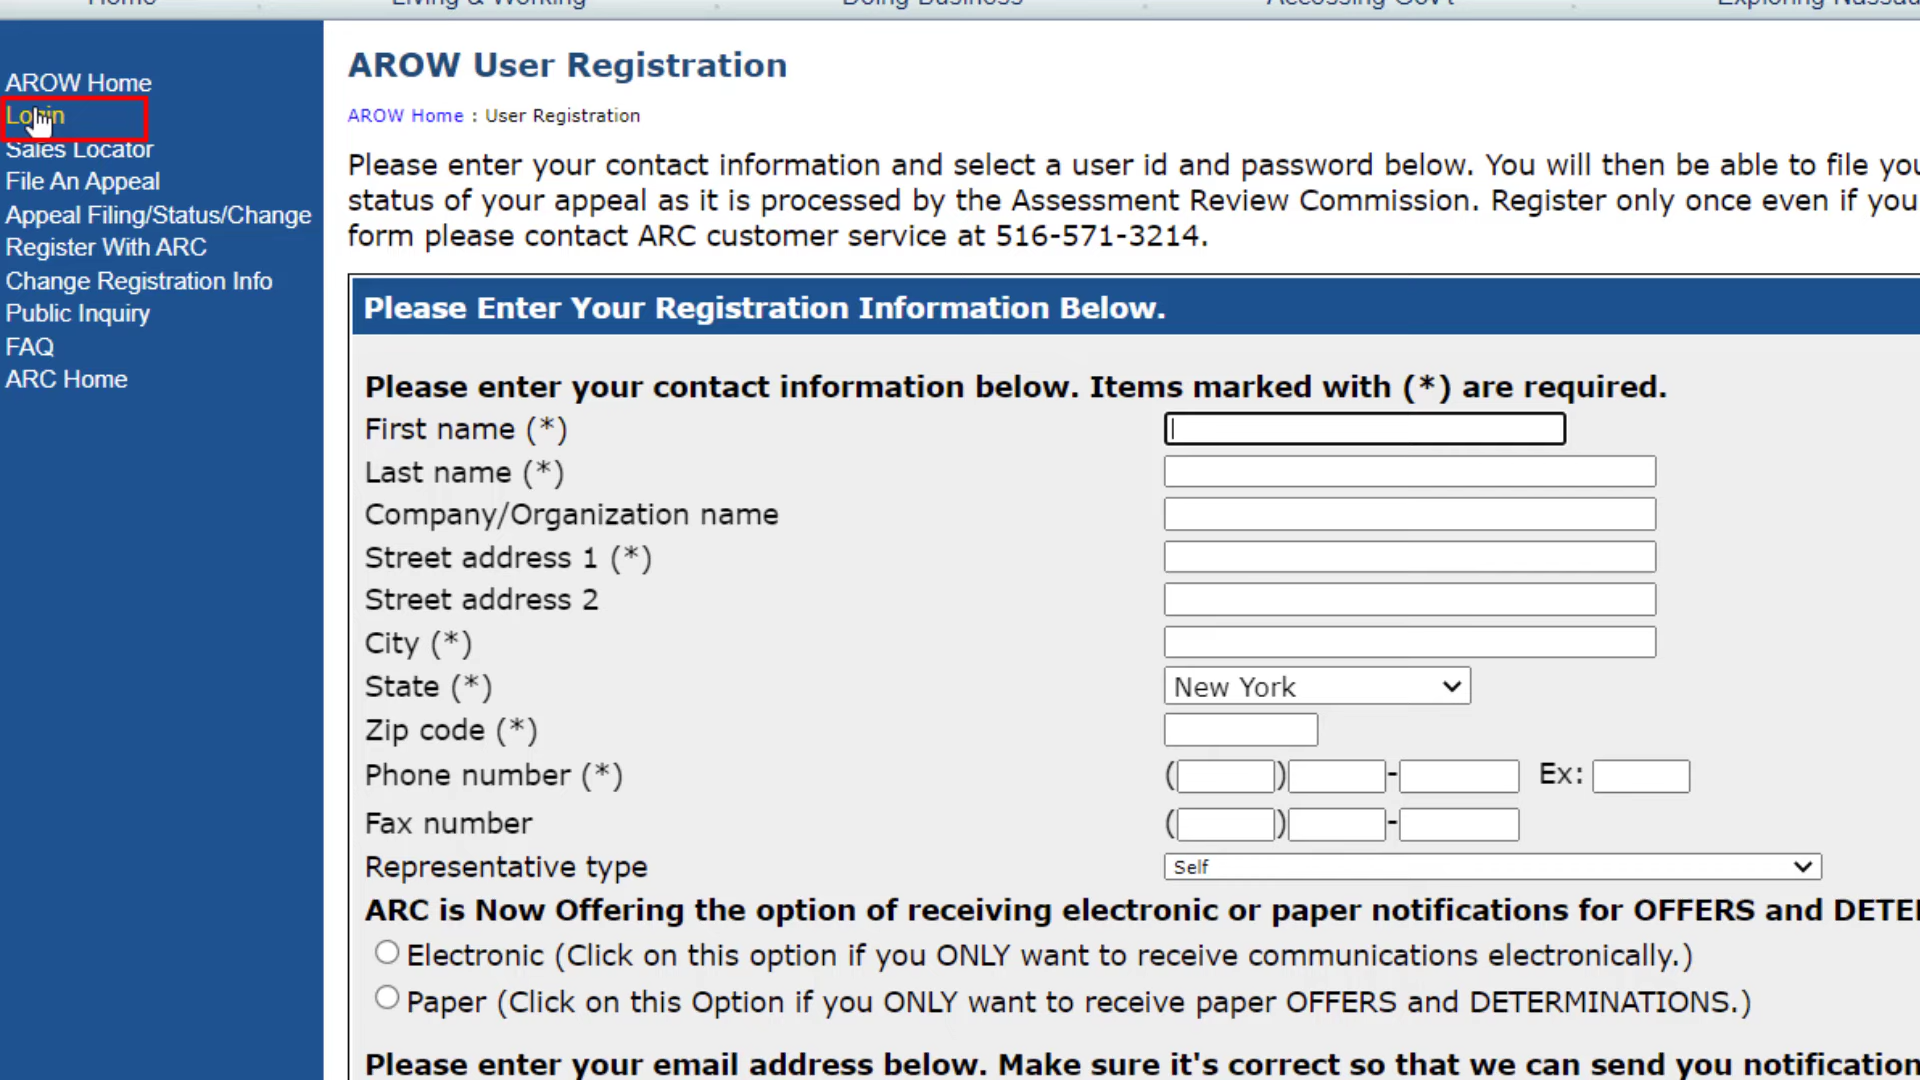 Home
Living & Working
Doing Business
Accessing Gov't
Exploring Nassau
AROW Home
Login
Sales Locator
File An Appeal
Appeal Filing/Status/Change
Register With ARC
Change Registration Info
Public Inquiry
FAQ
ARC Home
AROW User Registration
AROW Home : User Registration
Please enter your contact information and select a user id and password below. You will then be able to file you
status of your appeal as it is processed by the Assessment Review Commission. Register only once even if you
form please contact ARC customer service at 516-571-3214.
Please Enter Your Registration Information Below.
Please enter your contact information below. Items marked with (*) are required.
First name (*)
Last name (*)
Company/Organization name
Street address 1 (*)
Street address 2
City (*)
State (*) New York
Zip code (*)
Phone number (*) ( ) - Ex:
Fax number ( ) -
Representative type Self
ARC is Now Offering the option of receiving electronic or paper notifications for OFFERS and DETE
Electronic (Click on this option if you ONLY want to receive communications electronically.)
Paper (Click on this Option if you ONLY want to receive paper OFFERS and DETERMINATIONS.)
Please enter your email address below. Make sure it's correct so that we can send you notification